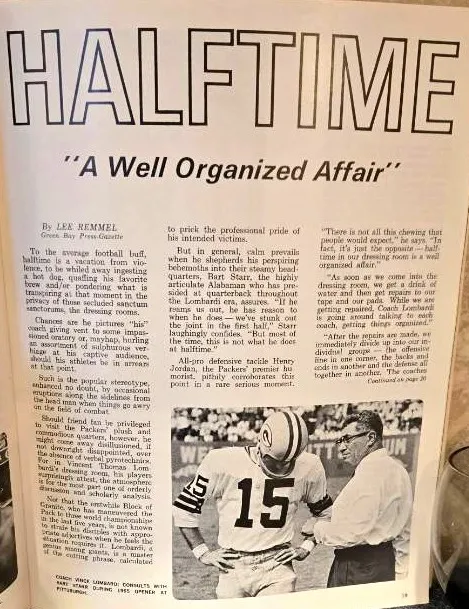 HALFTIME
"A Well Organized Affair"
By LEE REMMEL
Green Bay Press-Gazette
To the average football buff,
halftime is a vacation from vio-
lence, to be whiled away ingesting
a hot dog, quaffing his favorite
brew and/or pondering what is
transpiring at that moment in the
privacy of those secluded sanctum
sanctorums, the dressing rooms.
Chances are he pictures "his"
coach giving vent to some impas-
sioned oratory or, mayhap, hurling
an assortment of sulphurous ver-
biage at his captive audience,
should his athletes be in arrears
at that point.
Such is the popular stereotype,
enhanced no doubt, by occasional
eruptions along the sidelines from
the head man when things go awry
on the field of combat.
Should friend fan be privileged
to visit the Packers' plush and
commodious quarters, however, he
might come away disillusioned, if
not downright disappointed, over
the absence of verbal pyrotechnics.
For in Vincent Thomas Lom-
bardi's dressing room, his players
surprisingly attest, the atmosphere
is for the most part one of orderly
discussion and scholarly analysis.
Not that the erstwhile Block of
Granite, who has maneuvered the
Pack to three world championships
in the last five years, is not known
to strafe his disciples with appro-
priate adjectives when he feels the
situation requires it. Lombardi, a
genius among giants, is a master
of the cutting phrase, calculated
to prick the professional pride of
his intended victims.
But in general, calm prevails
when he shepherds his perspiring
behemoths into their steamy head-
quarters, Bart Starr, the highly
articulate Alabaman who has pre-
sided at quarterback throughout
the Lombardi era, assures. "If he
reams us out, he has reason to
when he does — we've stunk out
the joint in the first half," Starr
laughingly confides. "But most of
the time, this is not what he does
at halftime."
All-pro defensive tackle Henry
Jordan, the Packers' premier hu-
morist, pithily corroborates this
point in a rare serious moment.
"There is not all this chewing that
people would expect," he says. "In
fact, it's just the opposite — half-
time in our dressing room is a well
organized affair."
"As soon as we come into the
dressing room, we get a drink of
water and then get repairs to our
tape and pads. While we are
getting repaired, Coach Lombardi
is going around talking to each
coach, getting things organized."
"After the repairs are made, we
immediately divide up into our in-
dividual groups — the offensive
line in one corner, the backs and
ends in another and the defense all
together in another. The coaches
Continued on page 20
15
15
COACH VINCE LOMBARDI CONSULTS WITH
BART STARR DURING 1965 OPENER AT
PITTSBURGH.